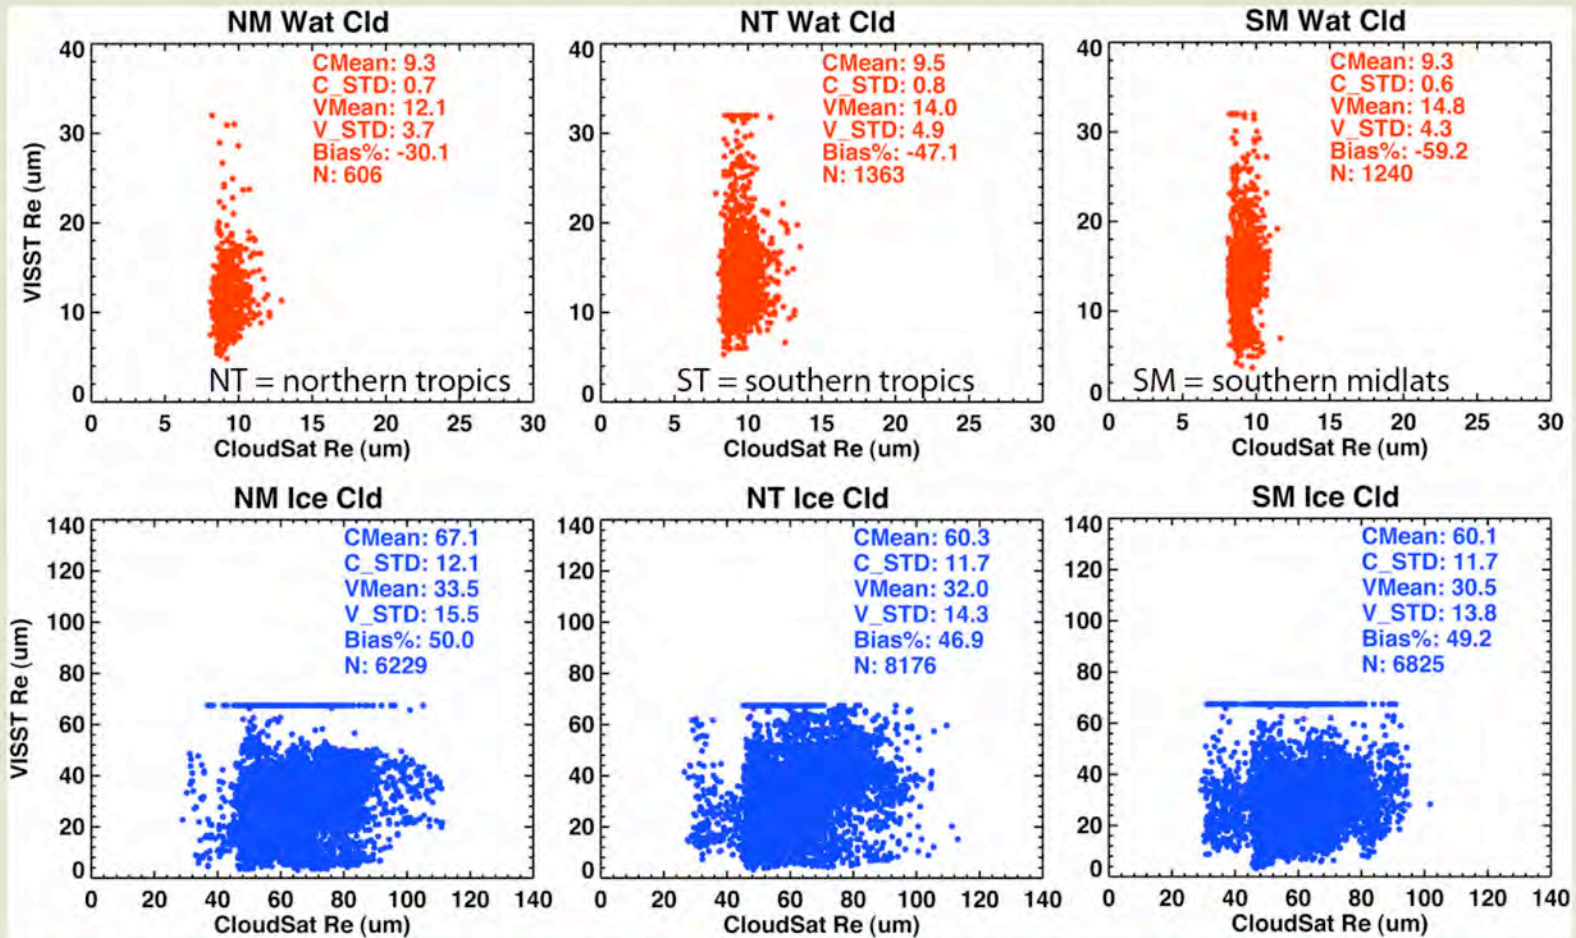 NM Wat Cld
40
30
20
10
0
VISST Re (um)
CMean: 9.3
C_STD: 0.7
VMean: 12.1
V_STD: 3.7
Bias%: -30.1
N: 606
NT = northern tropics
0 5 10 15 20 25 30
CloudSat Re (um)
NT Wat Cld
40
30
20
10
0
CMean: 9.5
C_STD: 0.8
VMean: 14.0
V_STD: 4.9
Bias%: -47.1
N: 1363
ST = southern tropics
0 5 10 15 20 25 30
CloudSat Re (um)
SM Wat Cld
40
30
20
10
0
CMean: 9.3
C_STD: 0.6
VMean: 14.8
V_STD: 4.3
Bias%: -59.2
N: 1240
SM = southern midlats
0 5 10 15 20 25 30
CloudSat Re (um)
NM Ice Cld
140
120
100
80
60
40
20
0
VISST Re (um)
CMean: 67.1
C_STD: 12.1
VMean: 33.5
V_STD: 15.5
Bias%: 50.0
N: 6229
0 20 40 60 80 100 120 140
CloudSat Re (um)
NT Ice Cld
140
120
100
80
60
40
20
0
CMean: 60.3
C_STD: 11.7
VMean: 32.0
V_STD: 14.3
Bias%: 46.9
N: 8176
0 20 40 60 80 100 120 140
CloudSat Re (um)
SM Ice Cld
140
120
100
80
60
40
20
0
CMean: 60.1
C_STD: 11.7
VMean: 30.5
V_STD: 13.8
Bias%: 49.2
N: 6825
0 20 40 60 80 100 120 140
CloudSat Re (um)